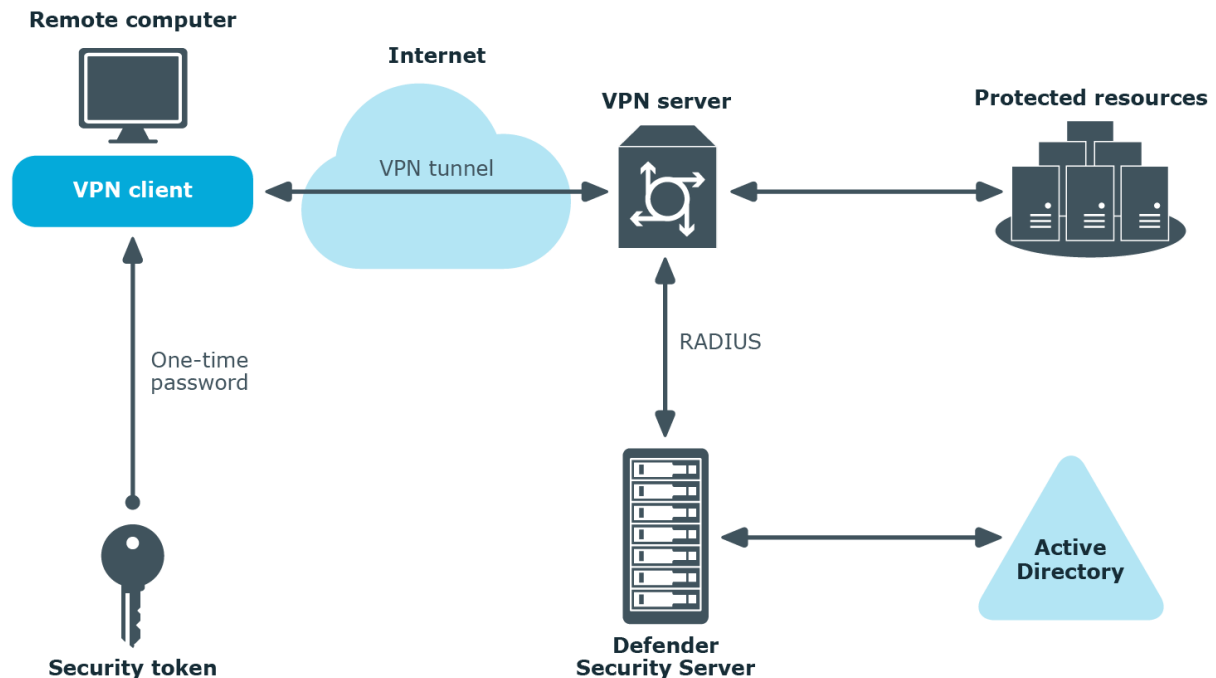 Remote computer
Internet
VPN server
Protected resources
VPN client
VPN tunnel
RADIUS
One-time
password
Active
Directory
Security token
Defender
Security Server